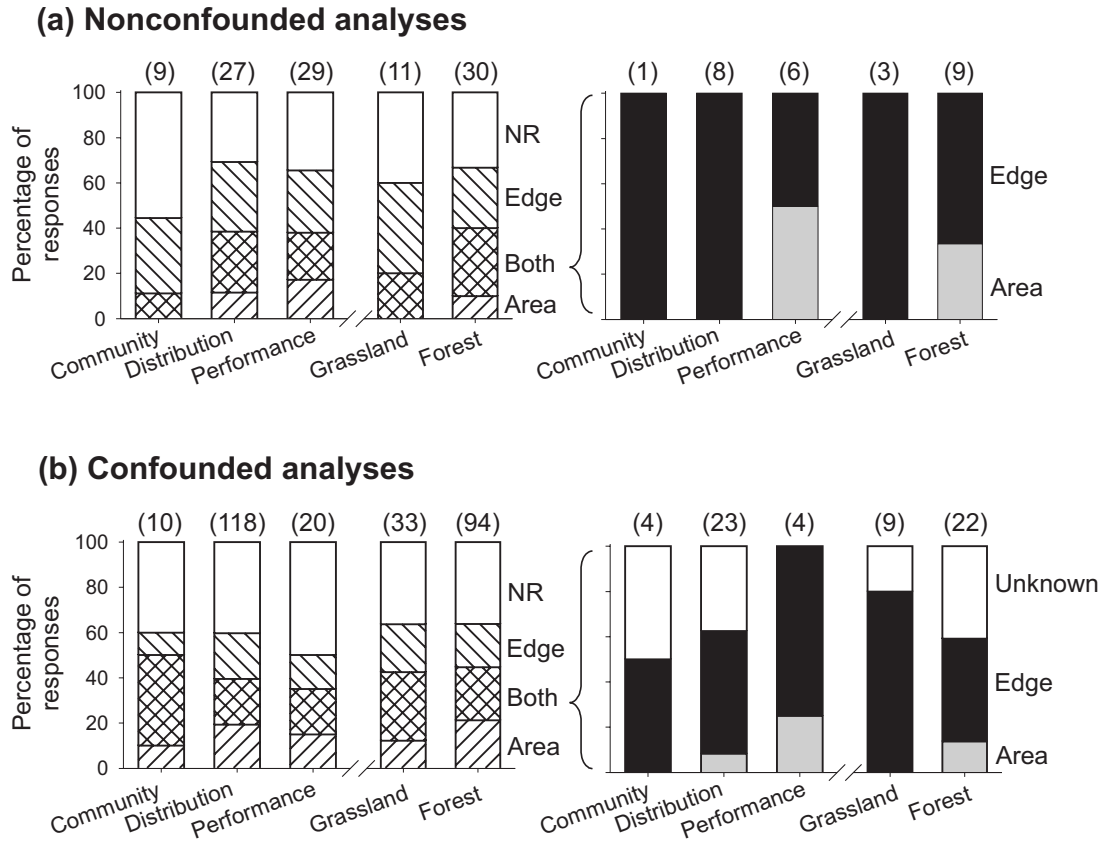 (a) Nonconfounded analyses
(9) (27) (29) (11) (30)
(1) (8) (6) (3) (9)
Percentage of
responses
100
80
60
40
20
0
NR
Edge
Both
Area
Edge
Area
Community Distribution Performance Grassland Forest
Community Distribution Performance Grassland Forest
(b) Confounded analyses
(10) (118) (20) (33) (94)
(4) (23) (4) (9) (22)
Percentage of
responses
100
80
60
40
20
0
NR
Edge
Both
Area
Unknown
Edge
Area
Community Distribution Performance Grassland Forest
Community Distribution Performance Grassland Forest